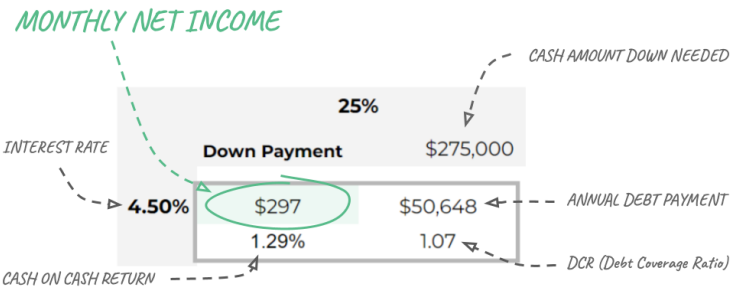 MONTHLY NET INCOME
CASH AMOUNT DOWN NEEDED
25%
INTEREST RATE
Down Payment $275,000
4.50% $297 $50,648 ANNUAL DEBT PAYMENT
1.29% 1.07
DCR (Debt Coverage Ratio)
CASH ON CASH RETURN